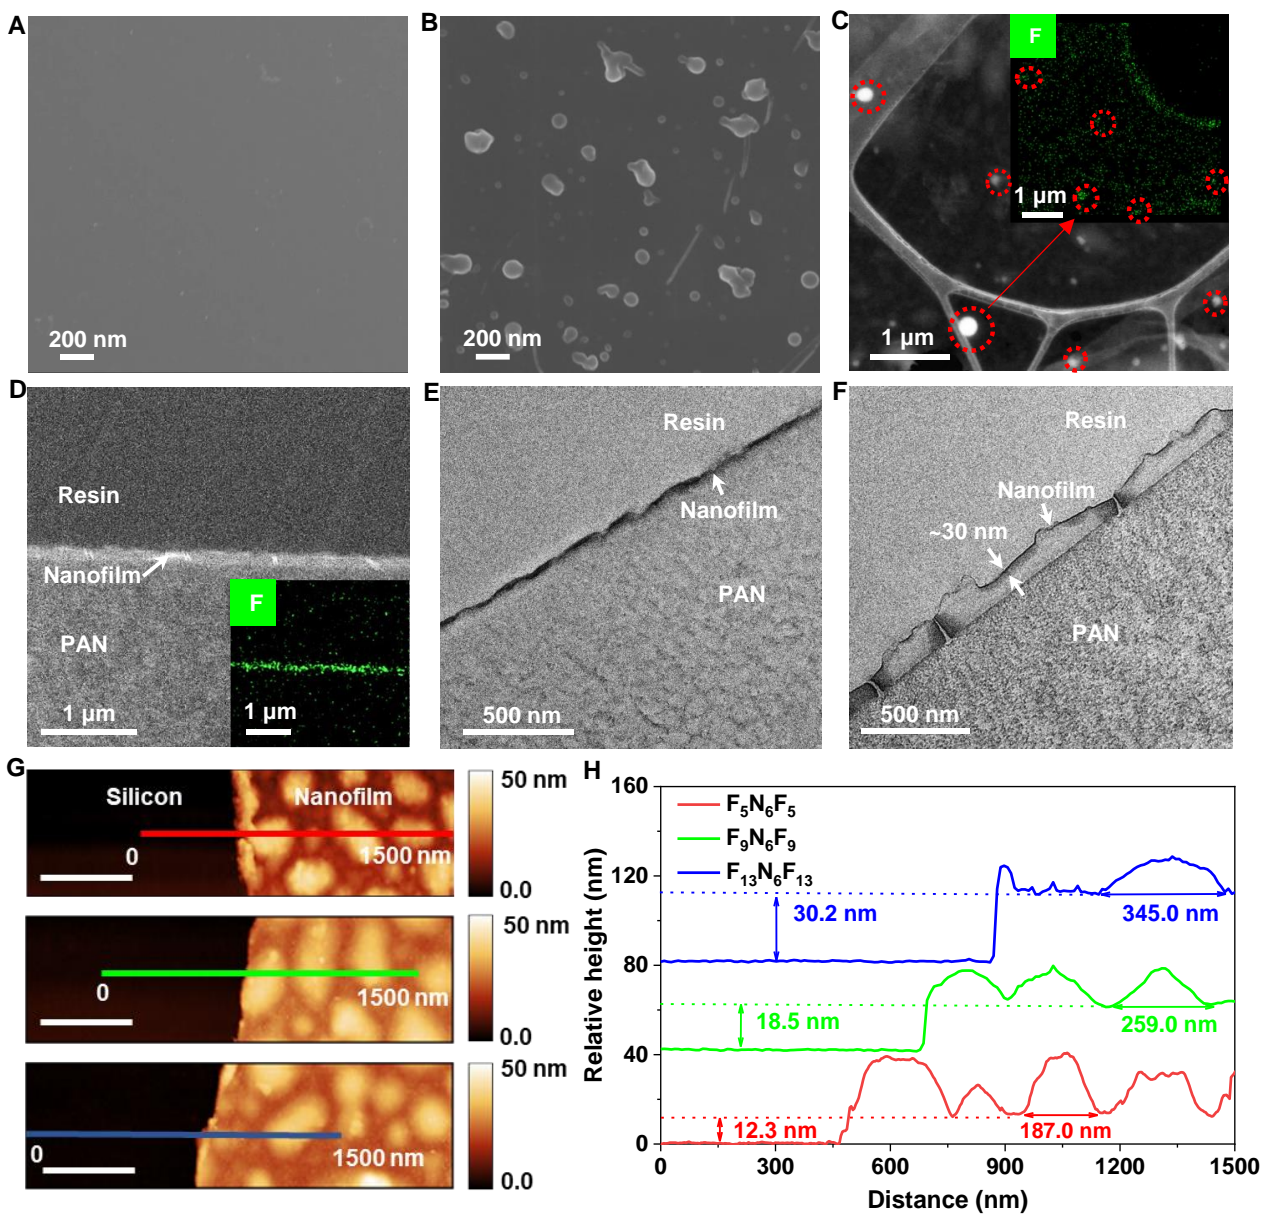 A
200 nm
B
200 nm
C
F
1 µm
1 µm
D
Resin
Nanofilm
PAN
1 µm
F
1 µm
E
Resin
Nanofilm
PAN
500 nm
F
Resin
Nanofilm
~30 nm
PAN
500 nm
G
Silicon
Nanofilm
0
1500 nm
50 nm
0.0
0
1500 nm
50 nm
0.0
0
1500 nm
50 nm
0.0
H
F₅N₆F₅
F₉N₆F₉
F₁₃N₆F₁₃
30.2 nm
345.0 nm
18.5 nm
259.0 nm
12.3 nm
187.0 nm
160
120
80
40
0
0
300
600
900
1200
1500
Relative height (nm)
Distance (nm)